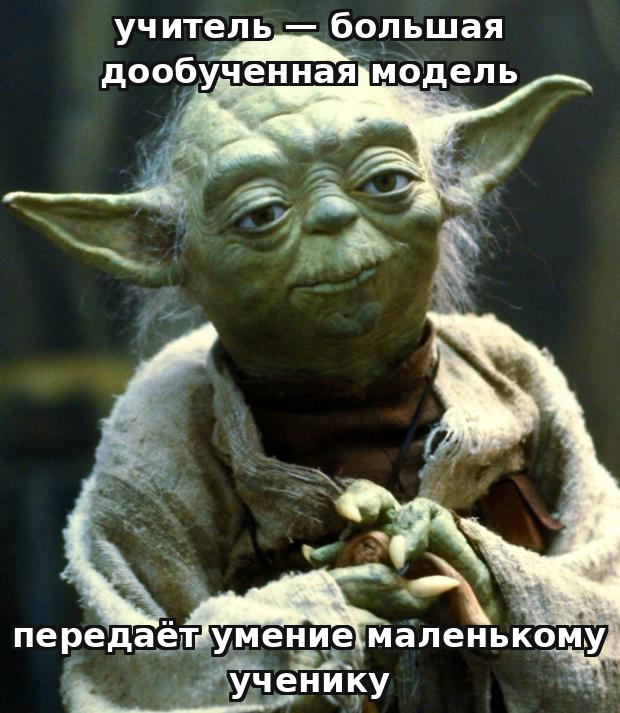 учитель — большая
дообученная модель
передаёт умение маленькому
ученику